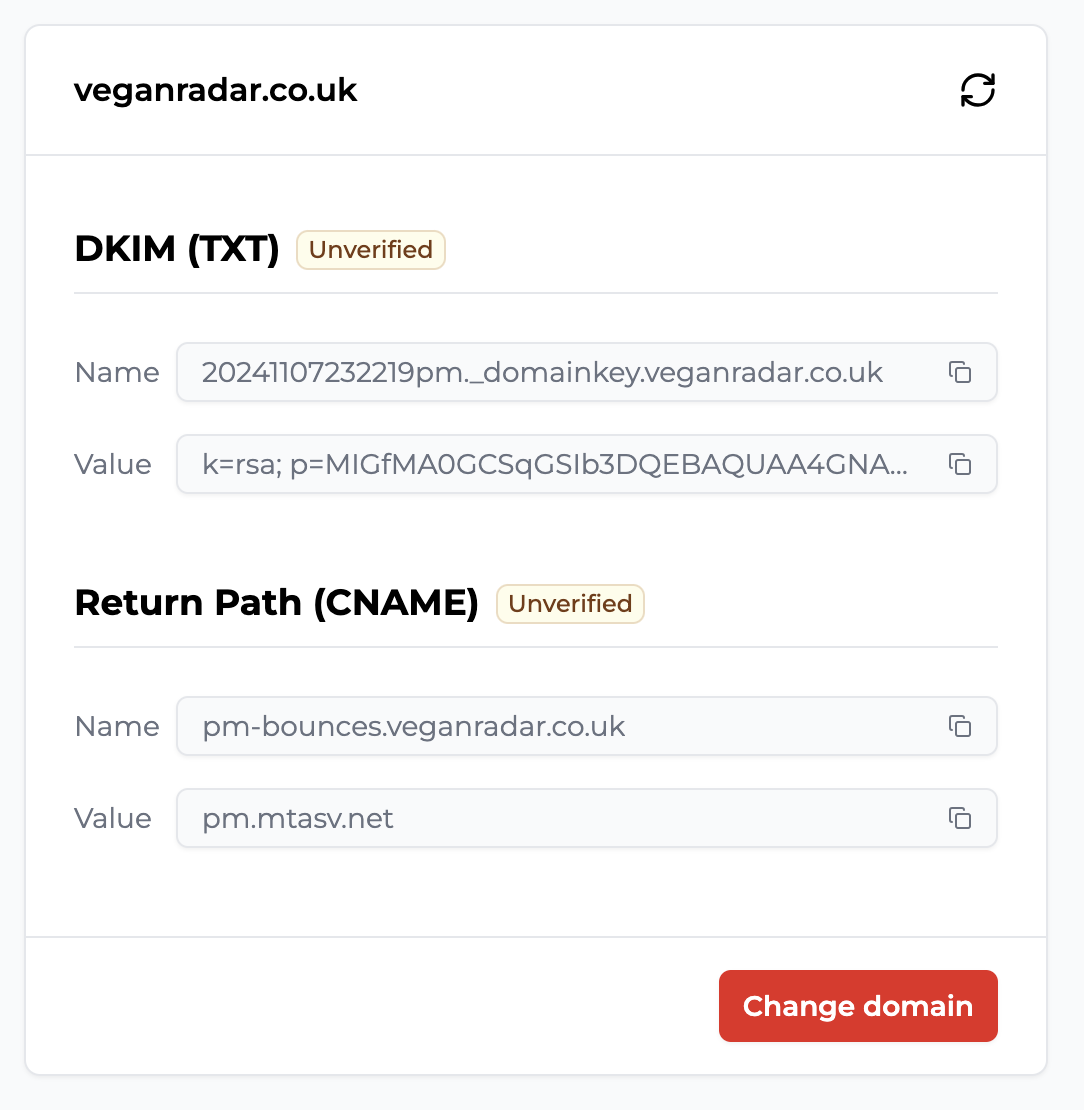 veganradar.co.uk
DKIM (TXT) Unverified
Name 20241107232219pm._domainkey.veganradar.co.uk
Value k=rsa; p=MIGfMA0GCSqGSIb3DQEBAQUAA4GNA...
Return Path (CNAME) Unverified
Name pm-bounces.veganradar.co.uk
Value pm.mtasv.net
Change domain